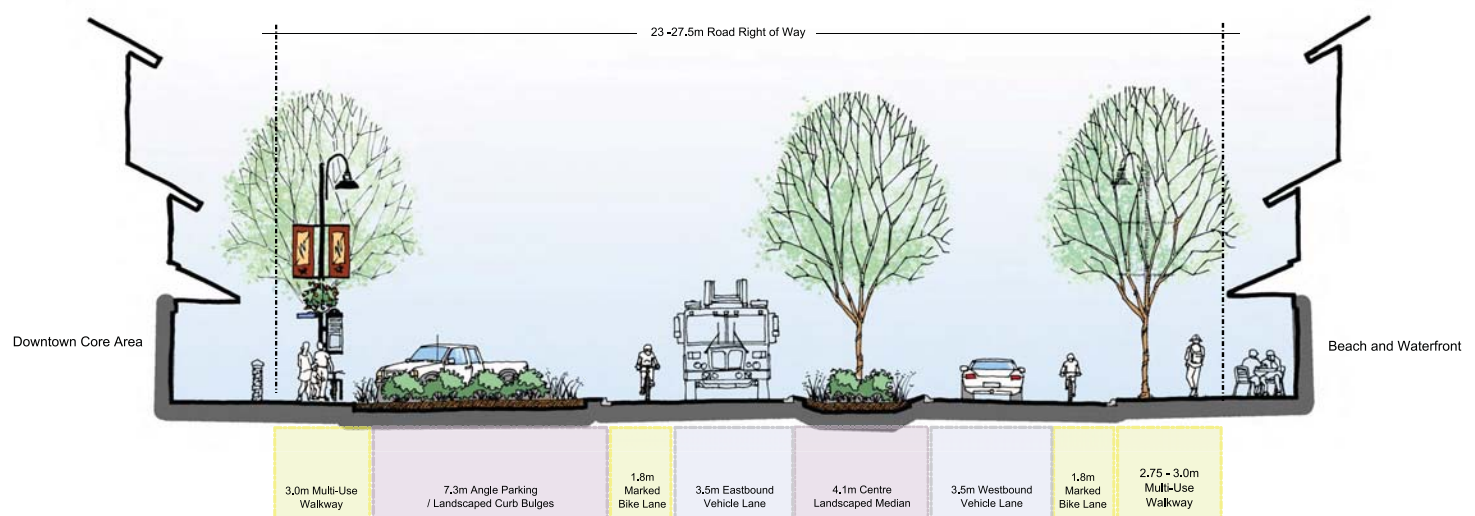 23 -27.5m Road Right of Way
Downtown Core Area
Beach and Waterfront
3.0m Multi-Use
Walkway
7.3m Angle Parking
/ Landscaped Curb Bulges
1.8m
Marked
Bike Lane
3.5m Eastbound
Vehicle Lane
4.1m Centre
Landscaped Median
3.5m Westbound
Vehicle Lane
1.8m
Marked
Bike Lane
2.75 - 3.0m
Multi-Use
Walkway